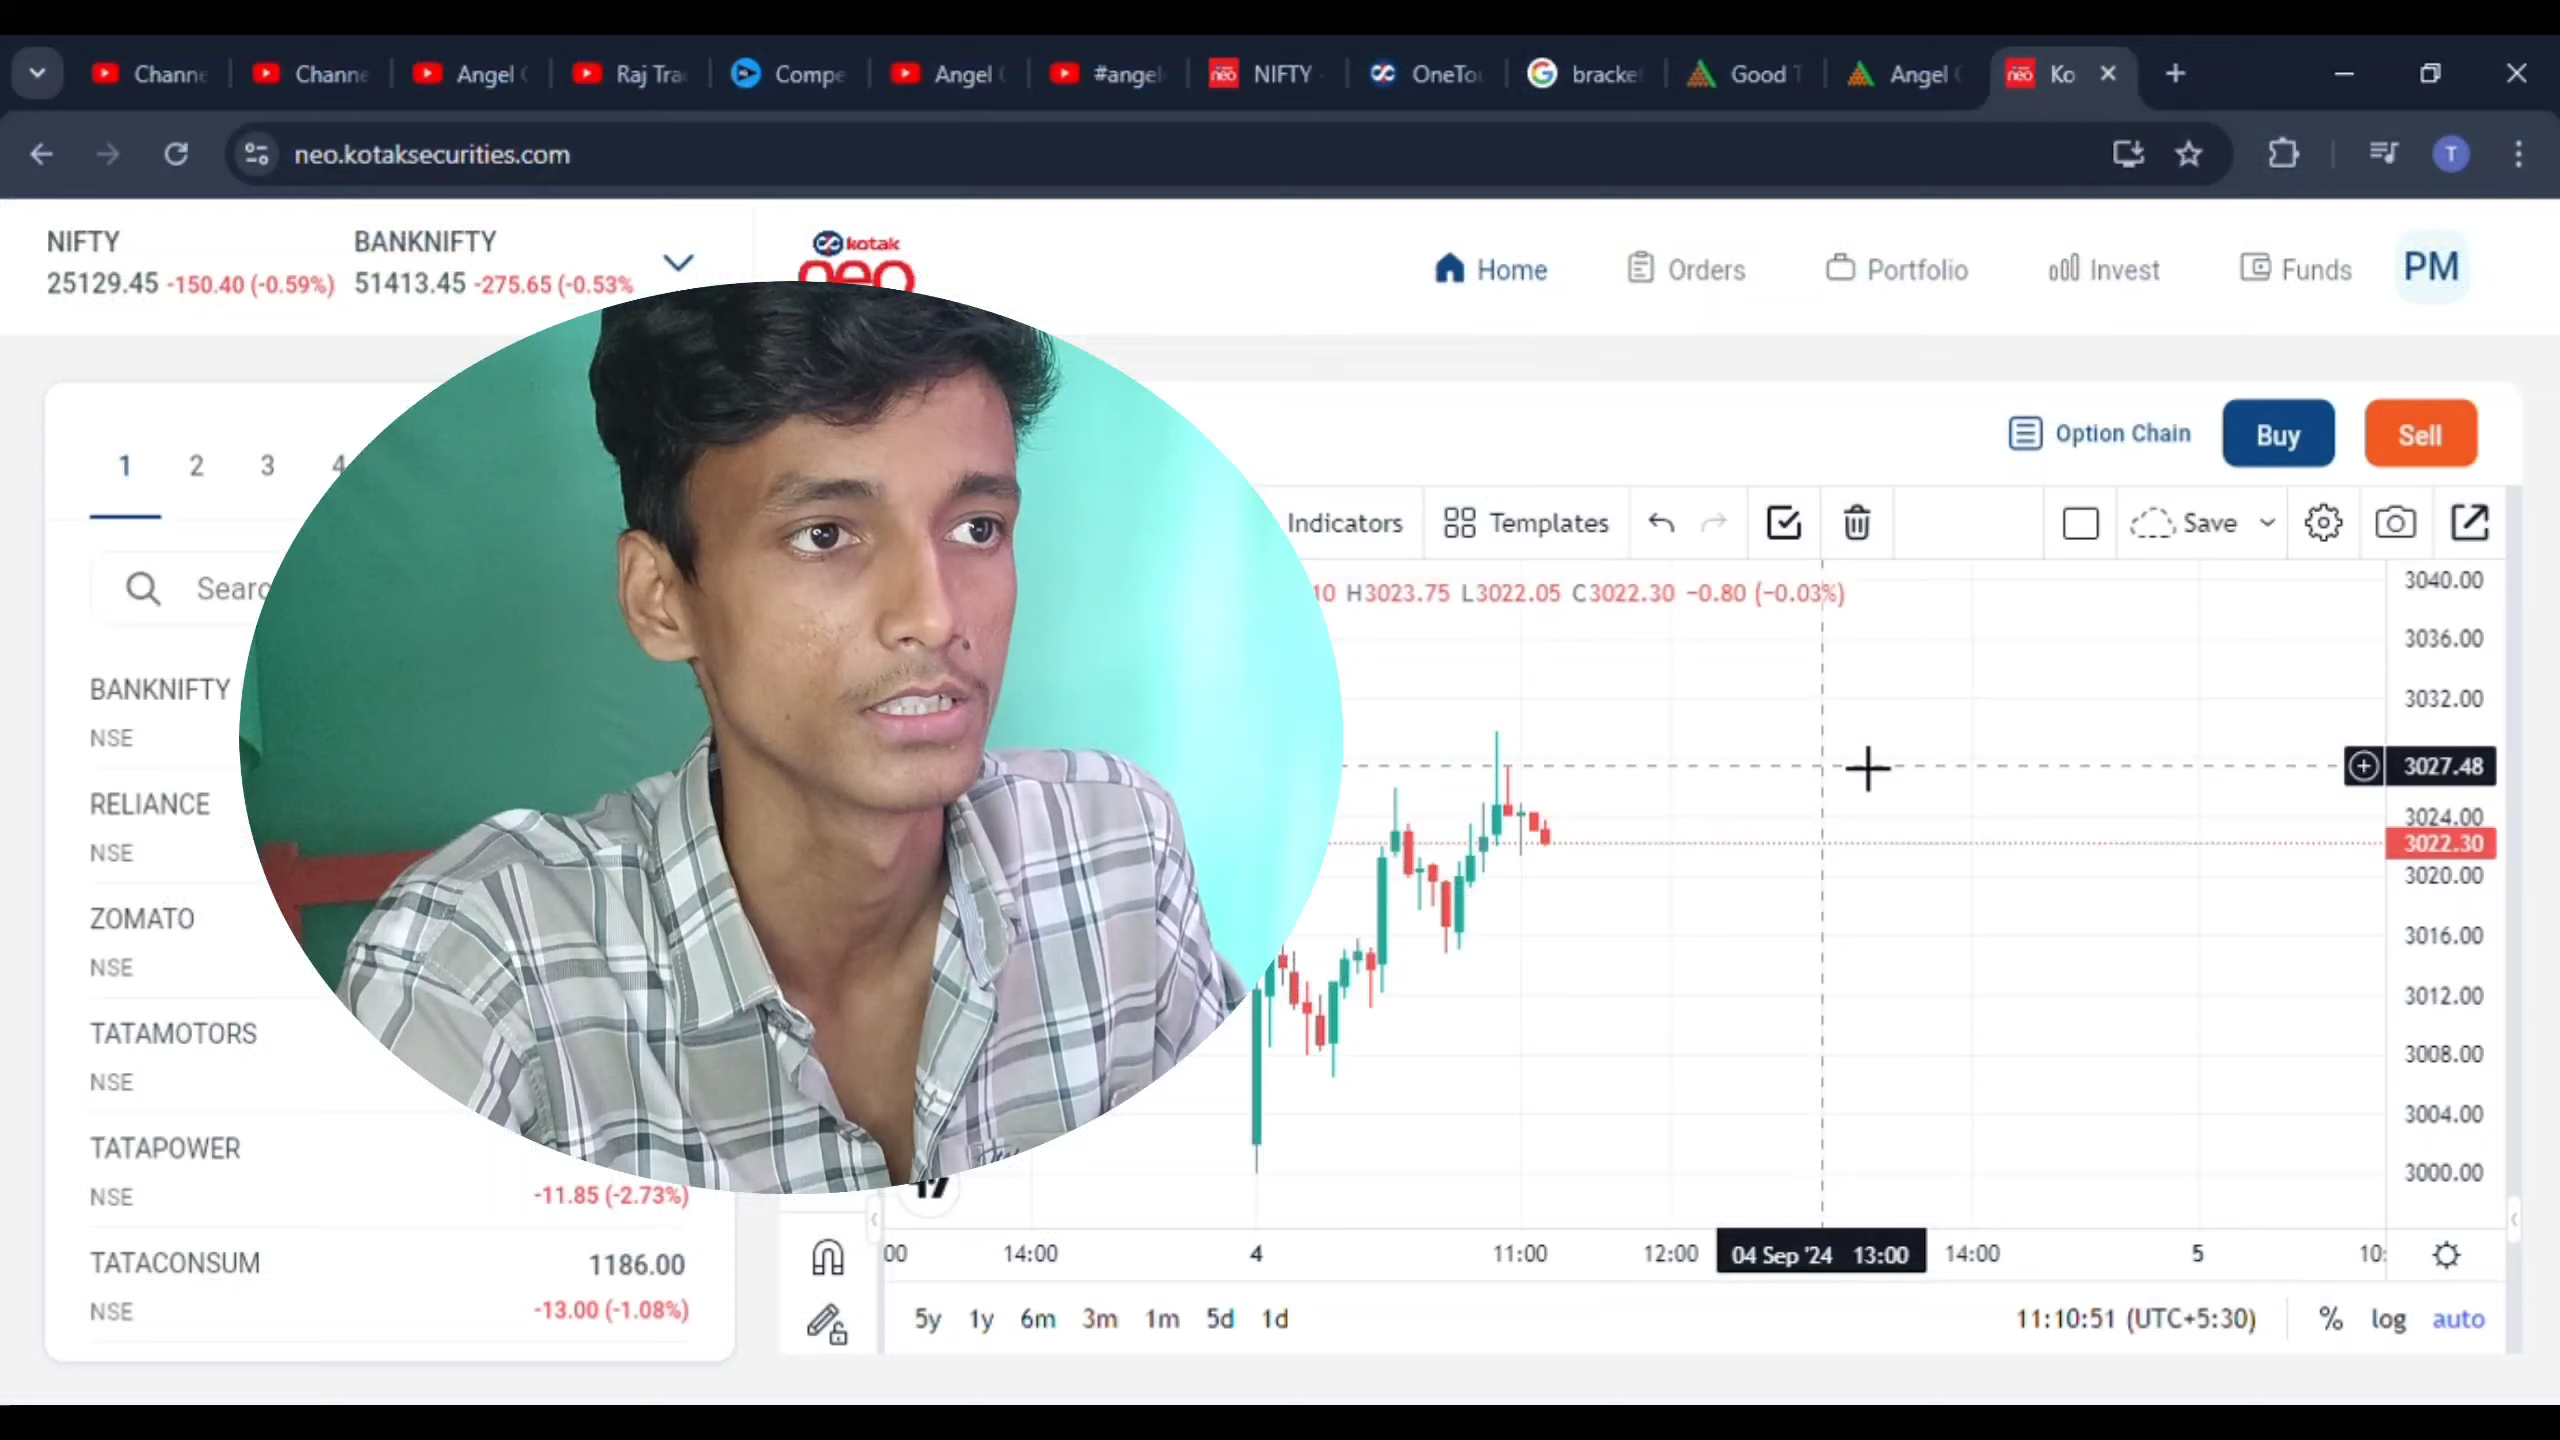 Channe
Channe
Angel
Raj Tra
Compe
Angel
#angel
neo NIFTY
OneTo
G bracke
Good T
Angel
neo Ko
neo.kotaksecurities.com
T
NIFTY
25129.45 -150.40 (-0.59%)
BANKNIFTY
51413.45 -275.65 (-0.53%
kotak
neo
Home
Orders
Portfolio
Invest
Funds
PM
1 2 3 4
Option Chain
Buy
Sell
Indicators
Templates
Save
Searc
10 H3023.75 L3022.05 C3022.30 −0.80 (−0.03%)
BANKNIFTY
NSE
RELIANCE
NSE
ZOMATO
NSE
TATAMOTORS
NSE
TATAPOWER
NSE
-11.85 (-2.73%)
TATACONSUM
1186.00
NSE
-13.00 (-1.08%)
3040.00
3036.00
3032.00
3027.48
3024.00
3022.30
3020.00
3016.00
3012.00
3008.00
3004.00
3000.00
00 14:00 4 11:00 12:00 04 Sep '24 13:00 14:00 5 10:
5y 1y 6m 3m 1m 5d 1d
11:10:51 (UTC+5:30)
% log auto